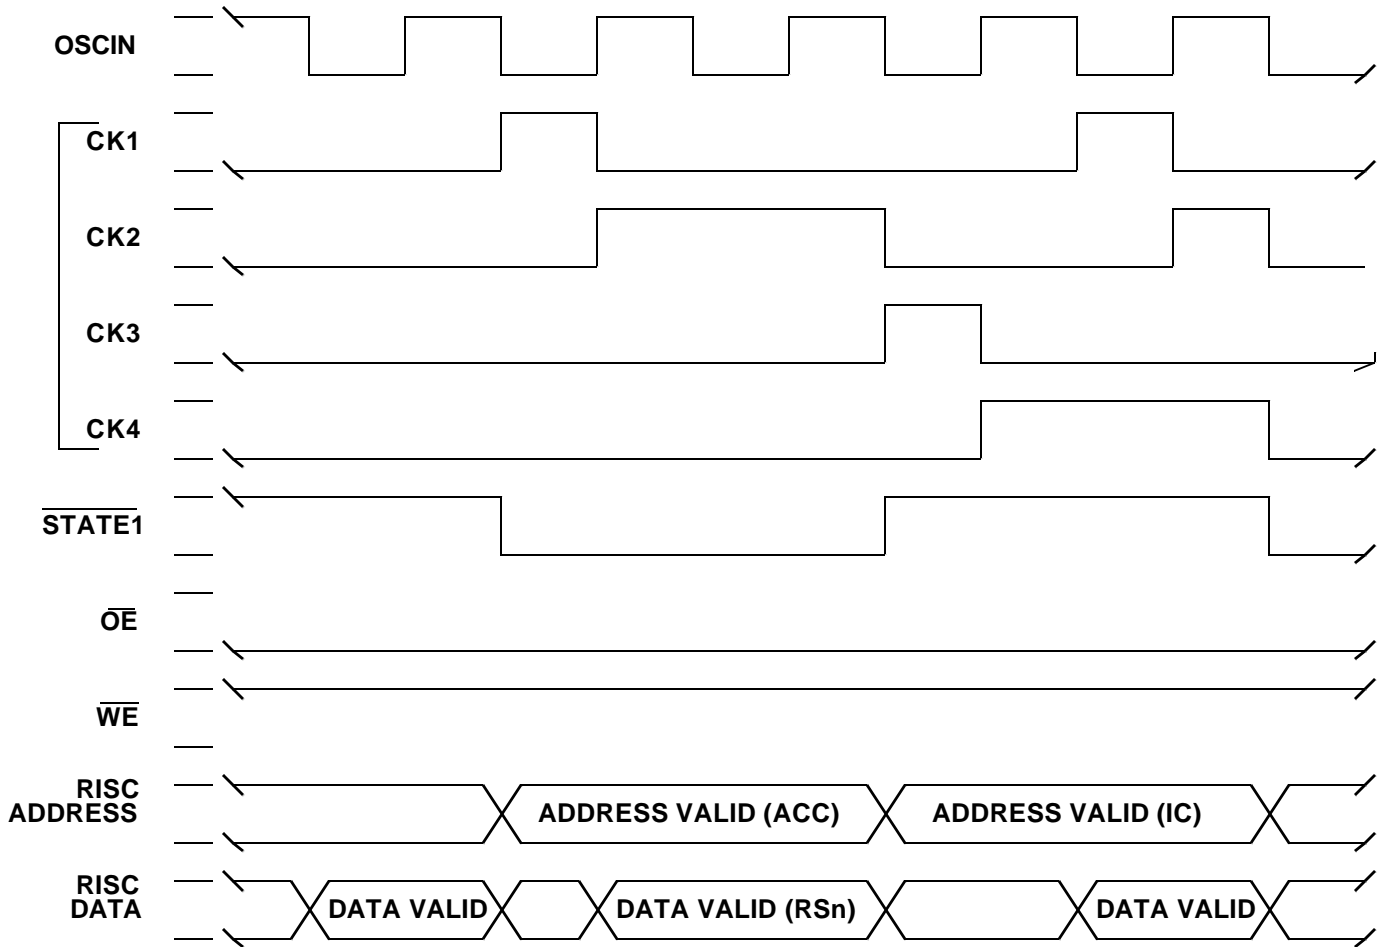 OSCIN
CK1
CK2
CK3
CK4
STATE1
OE
WE
RISC
ADDRESS
ADDRESS VALID (ACC)
ADDRESS VALID (IC)
RISC
DATA
DATA VALID
DATA VALID (RSn)
DATA VALID